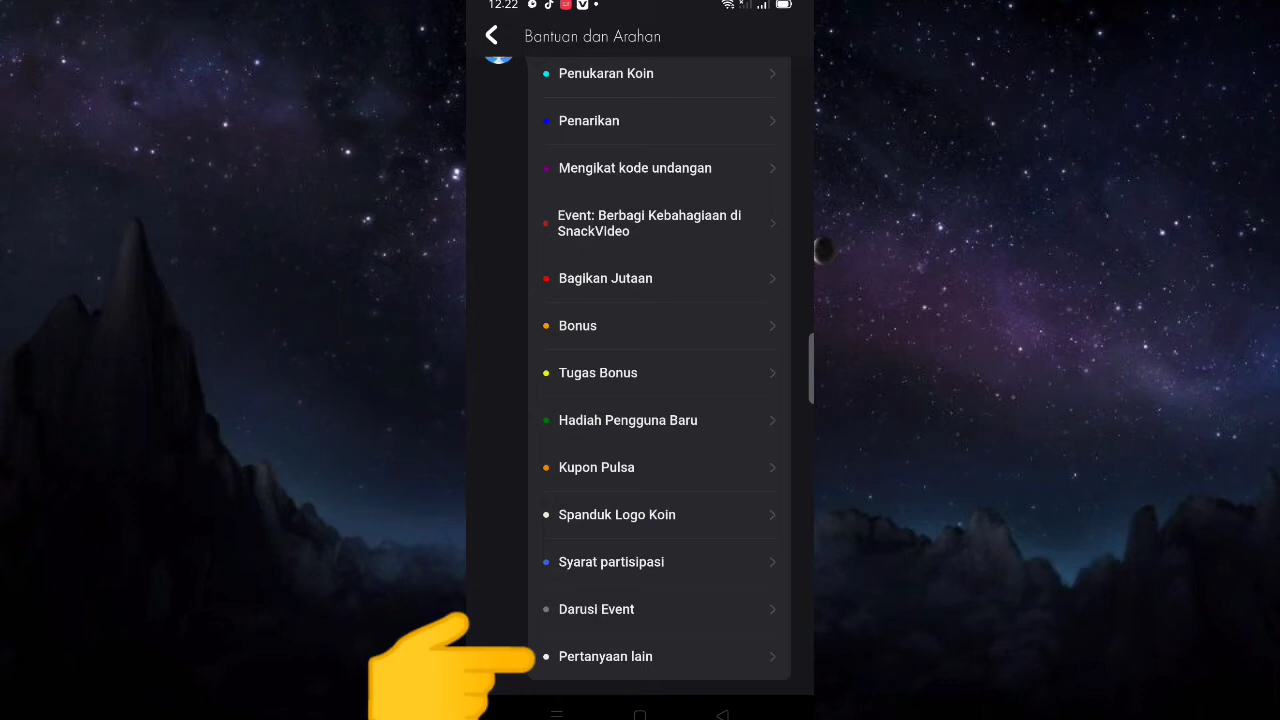 12.22
Bantuan dan Arahan
Penukaran Koin
Penarikan
Mengikat kode undangan
Event: Berbagi Kebahagiaan di
SnackVideo
Bagikan Jutaan
Bonus
Tugas Bonus
Hadiah Pengguna Baru
Kupon Pulsa
Spanduk Logo Koin
Syarat partisipasi
Darusi Event
Pertanyaan lain